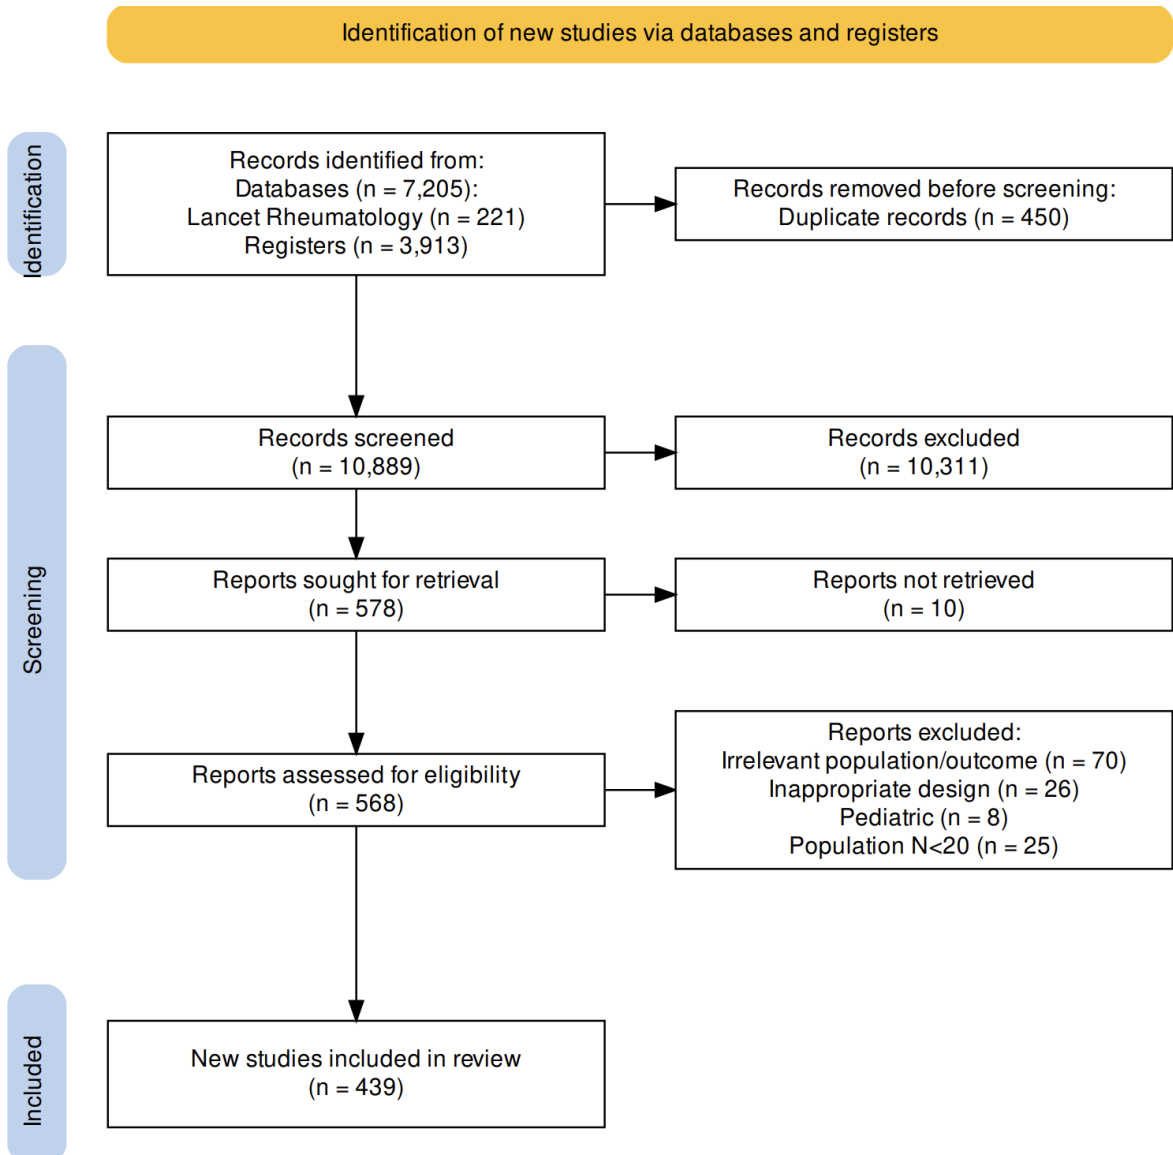 Identification of new studies via databases and registers
Identification
Records identified from:
Databases (n = 7,205):
Lancet Rheumatology (n = 221)
Registers (n = 3,913)
Records removed before screening:
Duplicate records (n = 450)
Screening
Records screened
(n = 10,889)
Records excluded
(n = 10,311)
Reports sought for retrieval
(n = 578)
Reports not retrieved
(n = 10)
Reports assessed for eligibility
(n = 568)
Reports excluded:
Irrelevant population/outcome (n = 70)
Inappropriate design (n = 26)
Pediatric (n = 8)
Population N<20 (n = 25)
Included
New studies included in review
(n = 439)